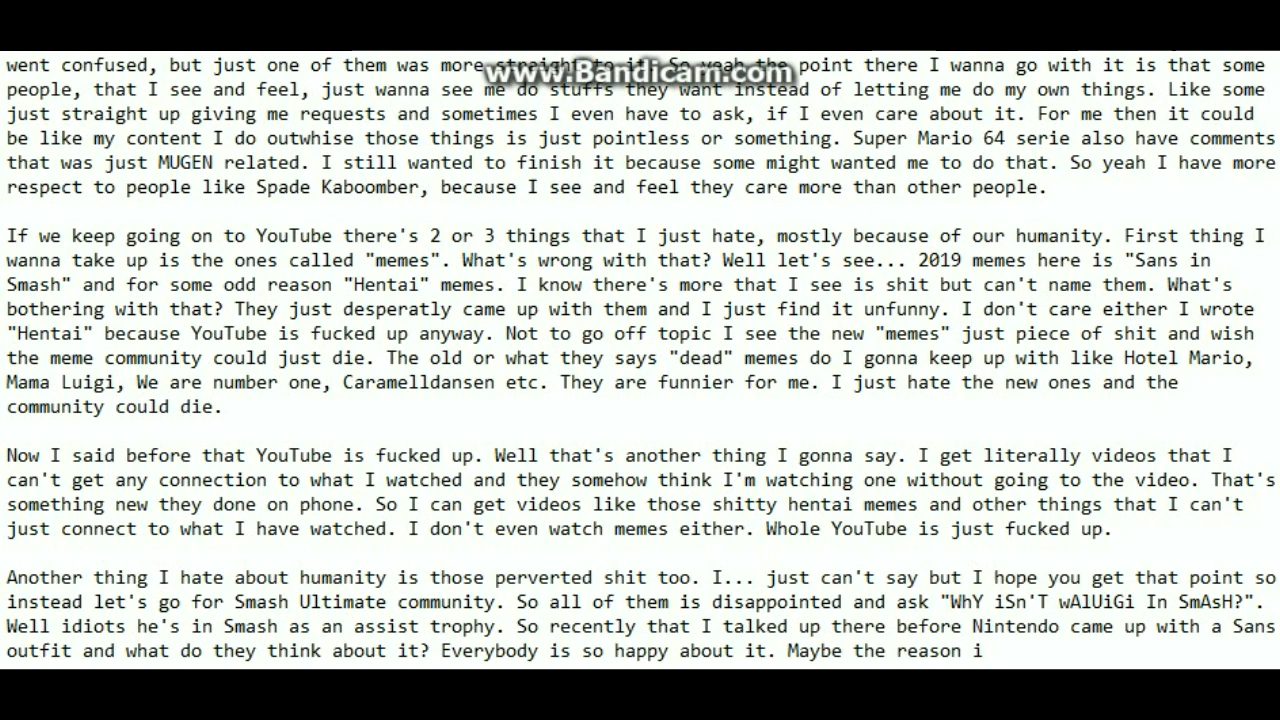 www.Bandicam.com
went confused, but just one of them was more straight to it. So yeah the point there I wanna go with it is that some
people, that I see and feel, just wanna see me do stuffs they want instead of letting me do my own things. Like some
just straight up giving me requests and sometimes I even have to ask, if I even care about it. For me then it could
be like my content I do outwhise those things is just pointless or something. Super Mario 64 serie also have comments
that was just MUGEN related. I still wanted to finish it because some might wanted me to do that. So yeah I have more
respect to people like Spade Kaboomber, because I see and feel they care more than other people.

If we keep going on to YouTube there's 2 or 3 things that I just hate, mostly because of our humanity. First thing I
wanna take up is the ones called "memes". What's wrong with that? Well let's see... 2019 memes here is "Sans in
Smash" and for some odd reason "Hentai" memes. I know there's more that I see is shit but can't name them. What's
bothering with that? They just desperatly came up with them and I just find it unfunny. I don't care either I wrote
"Hentai" because YouTube is fucked up anyway. Not to go off topic I see the new "memes" just piece of shit and wish
the meme community could just die. The old or what they says "dead" memes do I gonna keep up with like Hotel Mario,
Mama Luigi, We are number one, Caramelldansen etc. They are funnier for me. I just hate the new ones and the
community could die.

Now I said before that YouTube is fucked up. Well that's another thing I gonna say. I get literally videos that I
can't get any connection to what I watched and they somehow think I'm watching one without going to the video. That's
something new they done on phone. So I can get videos like those shitty hentai memes and other things that I can't
just connect to what I have watched. I don't even watch memes either. Whole YouTube is just fucked up.

Another thing I hate about humanity is those perverted shit too. I... just can't say but I hope you get that point so
instead let's go for Smash Ultimate community. So all of them is disappointed and ask "WhY iSn'T wAlUiGi In SmAsH?".
Well idiots he's in Smash as an assist trophy. So recently that I talked up there before Nintendo came up with a Sans
outfit and what do they think about it? Everybody is so happy about it. Maybe the reason i